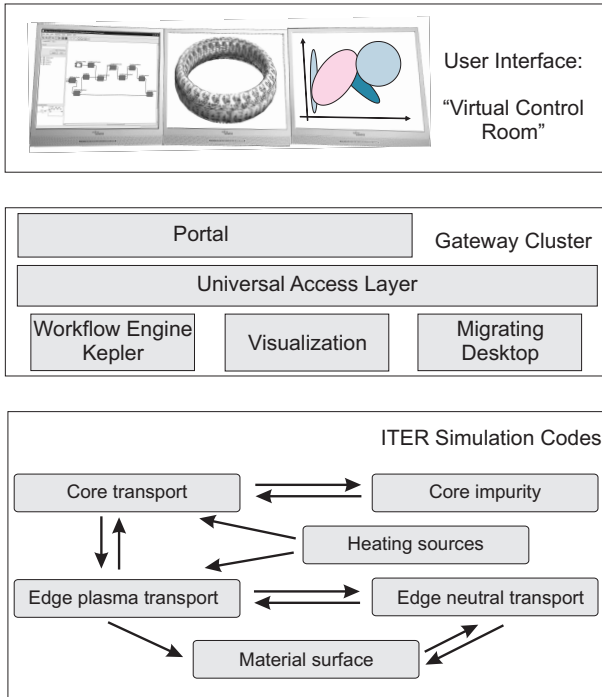 User Interface:
“Virtual Control
Room”
Portal
Gateway Cluster
Universal Access Layer
Workflow Engine
Kepler
Visualization
Migrating
Desktop
ITER Simulation Codes
Core transport
Core impurity
Heating sources
Edge plasma transport
Edge neutral transport
Material surface